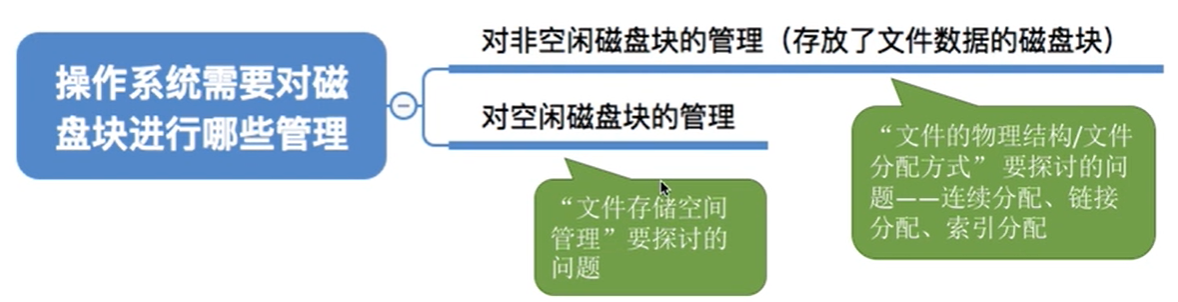 操作系统需要对磁
盘块进行哪些管理
对非空闲磁盘块的管理（存放了文件数据的磁盘块）
对空闲磁盘块的管理
“文件的物理结构/文件
分配方式” 要探讨的问
题——连续分配、链接
分配、索引分配
“文件存储空间
管理”要探讨的
问题